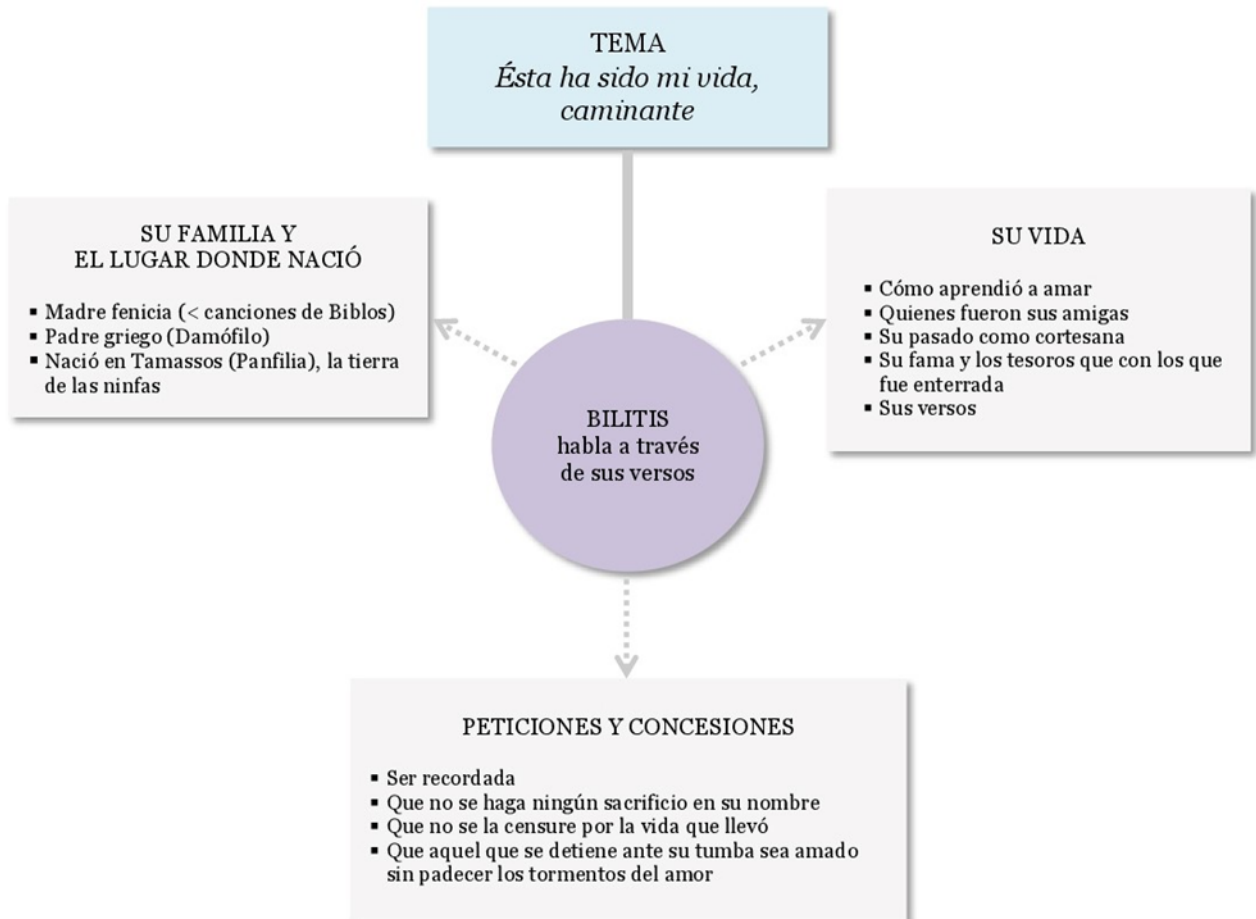 TEMA
Ésta ha sido mi vida,
caminante
SU FAMILIA Y
EL LUGAR DONDE NACIÓ
▪ Madre fenicia (< canciones de Biblos)
▪ Padre griego (Damófilo)
▪ Nació en Tamassos (Panfilia), la tierra
de las ninfas
SU VIDA
▪ Cómo aprendió a amar
▪ Quienes fueron sus amigas
▪ Su pasado como cortesana
▪ Su fama y los tesoros que con los que
fue enterrada
▪ Sus versos
BILITIS
habla a través
de sus versos
PETICIONES Y CONCESIONES
▪ Ser recordada
▪ Que no se haga ningún sacrificio en su nombre
▪ Que no se la censure por la vida que llevó
▪ Que aquel que se detiene ante su tumba sea amado
sin padecer los tormentos del amor